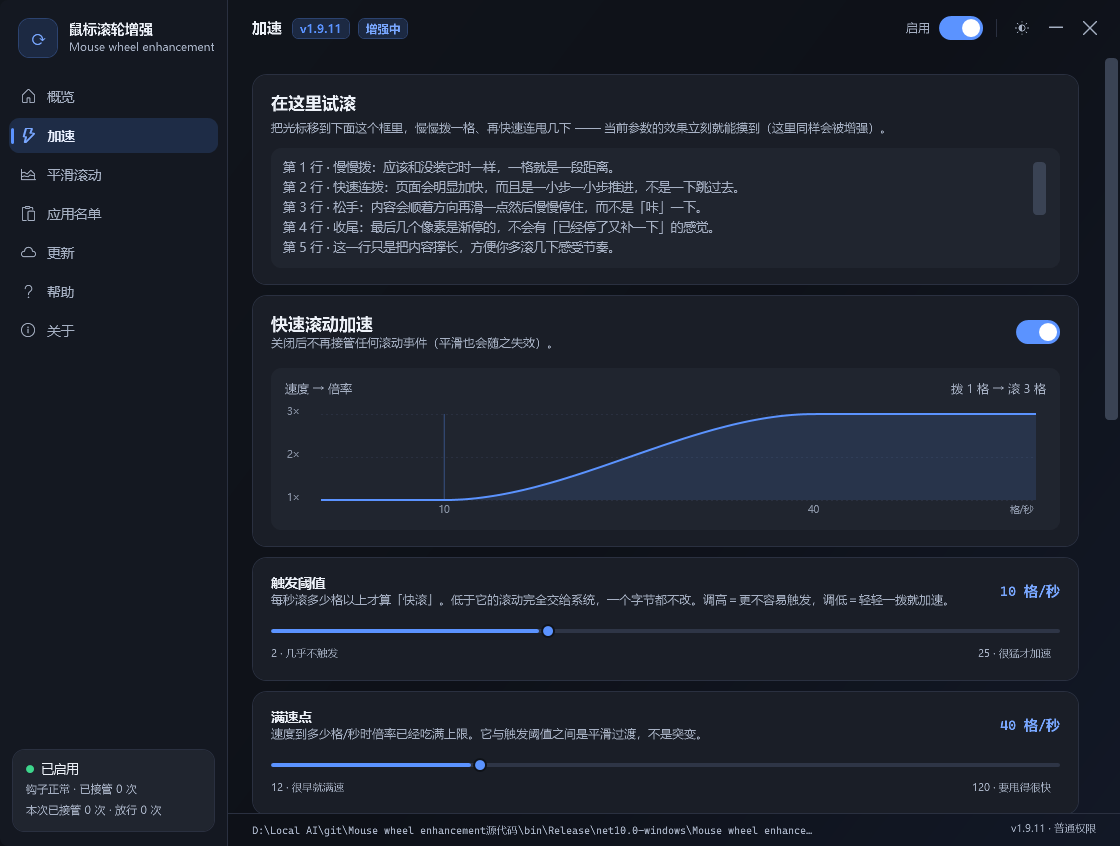 鼠标滚轮增强
Mouse wheel enhancement
概览
加速
平滑滚动
应用名单
更新
帮助
关于
已启用
钩子正常 · 已接管 0 次
本次已接管 0 次 · 放行 0 次
加速 v1.9.11 增强中
启用
在这里试滚
把光标移到下面这个框里，慢慢拨一格、再快速连甩几下 —— 当前参数的效果立刻就能摸到（这里同样会被增强）。
第 1 行 · 慢慢拨：应该和没装它时一样，一格就是一段距离。
第 2 行 · 快速连拨：页面会明显加快，而且是一小步一小步推进，不是一下跳过去。
第 3 行 · 松手：内容会顺着方向再滑一点然后慢慢停住，而不是「咔」一下。
第 4 行 · 收尾：最后几个像素是渐停的，不会有「已经停了又补一下」的感觉。
第 5 行 · 这一行只是把内容撑长，方便你多滚几下感受节奏。
快速滚动加速
关闭后不再接管任何滚动事件（平滑也会随之失效）。
速度 → 倍率
拨 1 格 → 滚 3 格
3×
2×
1×
10
40
格/秒
触发阈值
每秒滚多少格以上才算「快滚」。低于它的滚动完全交给系统，一个字节都不改。调高＝更不容易触发，调低＝轻轻一拨就加速。
10 格/秒
2 · 几乎不触发
25 · 很猛才加速
满速点
速度到多少格/秒时倍率已经吃满上限。它与触发阈值之间是平滑过渡，不是突变。
40 格/秒
12 · 很早就满速
120 · 要甩得很快
D:\Local AI\git\Mouse wheel enhancement源代码\bin\Release\net10.0-windows\Mouse wheel enhance…
v1.9.11 · 普通权限